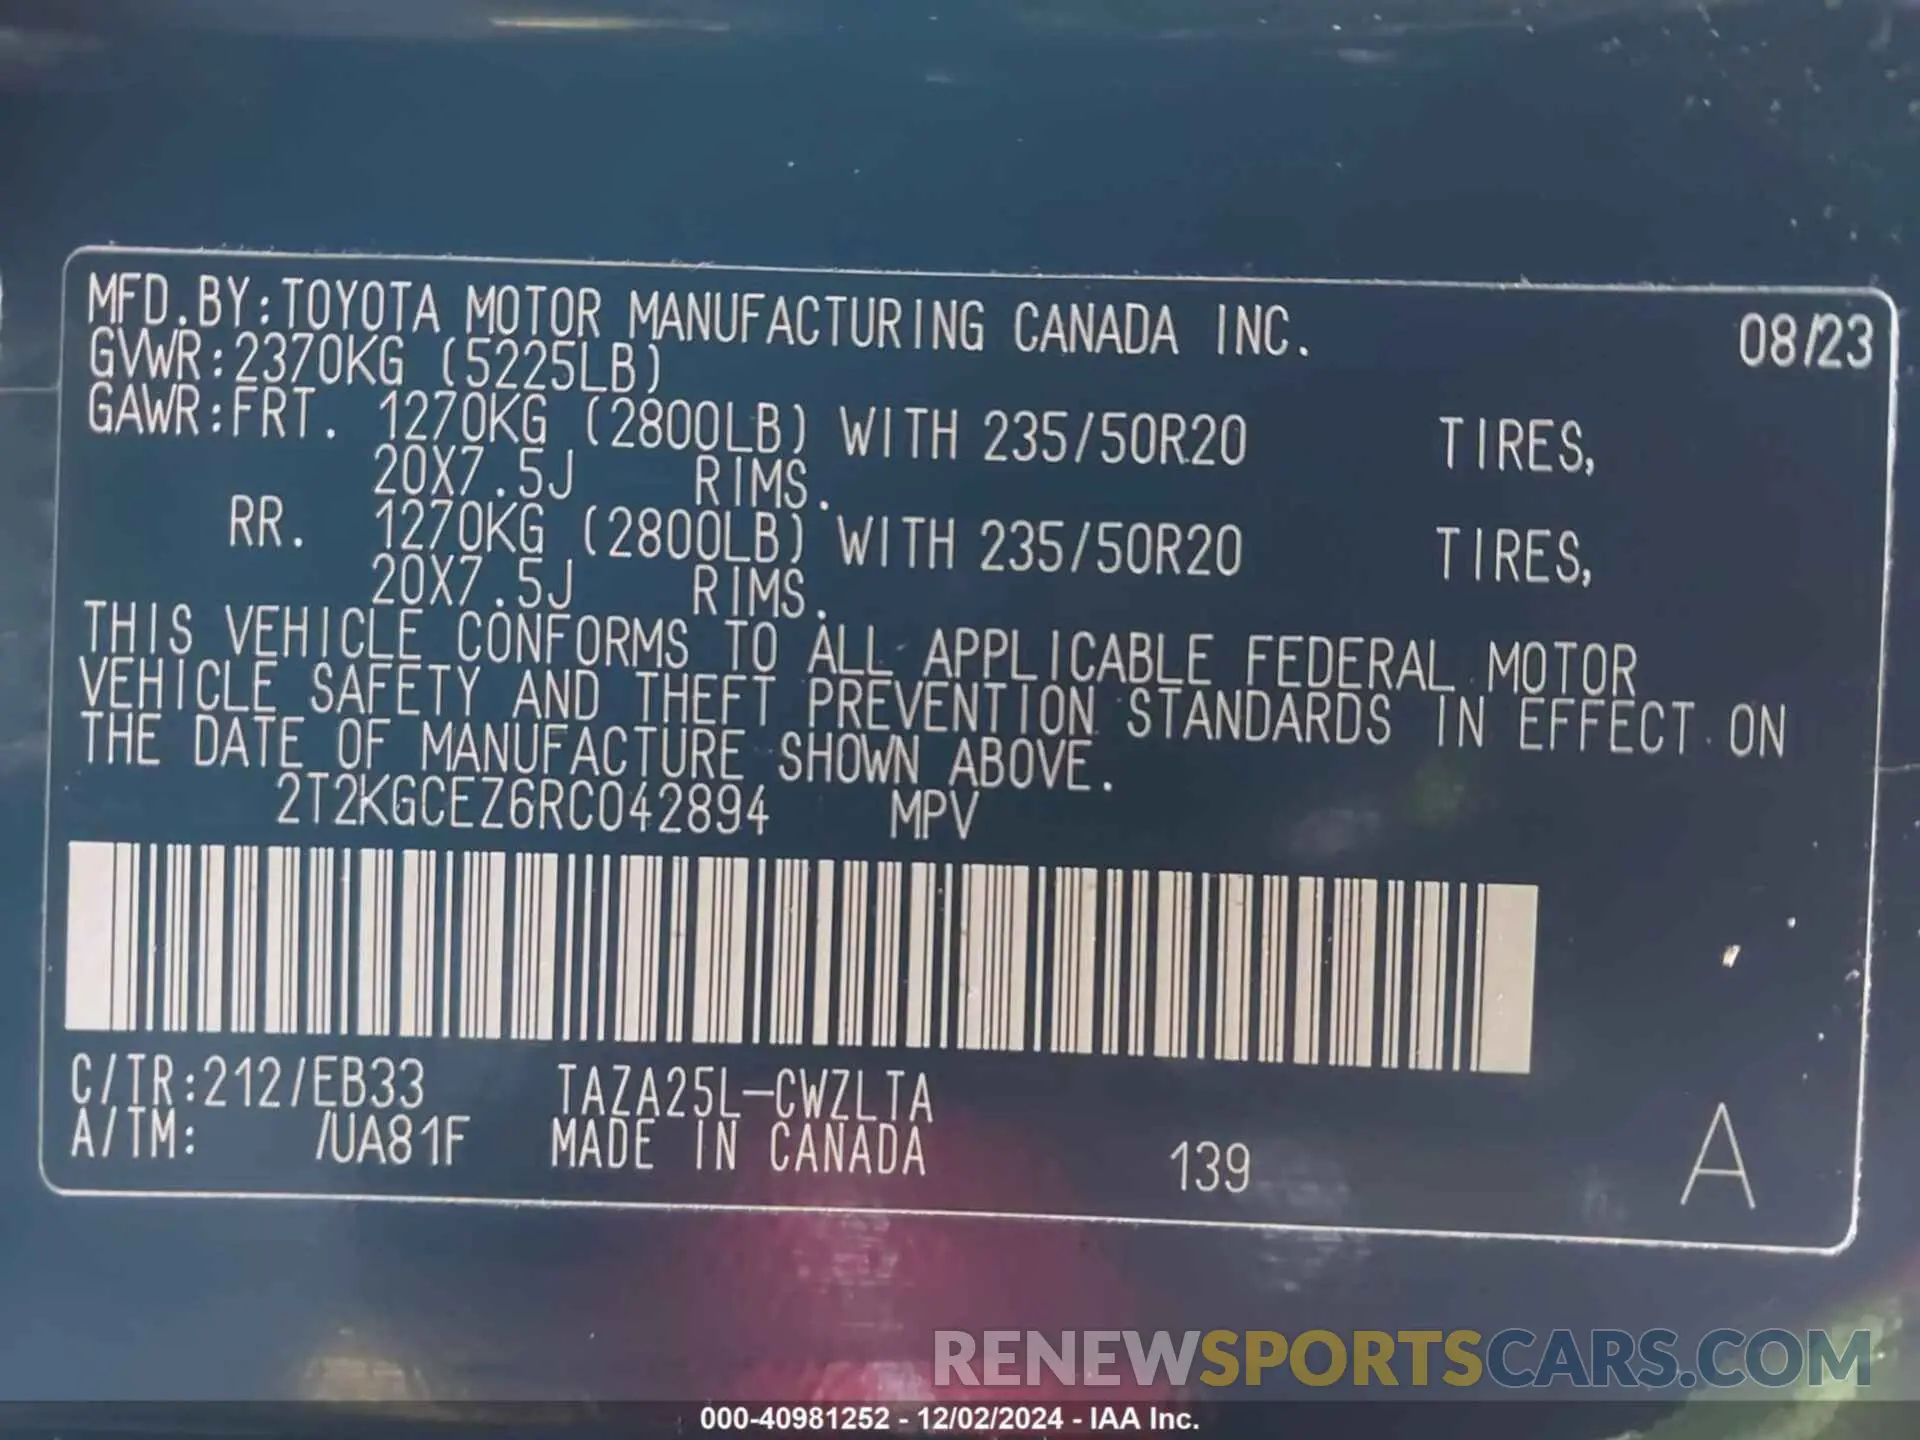 MFD.BY:TOYOTA MOTOR MANUFACTURING CANADA INC. 08/23
GVWR:2370KG (5225LB)
GAWR:FRT. 1270KG (2800LB) WITH 235/50R20 TIRES,
20X7.5J RIMS.
RR. 1270KG (2800LB) WITH 235/50R20 TIRES,
20X7.5J RIMS.
THIS VEHICLE CONFORMS TO ALL APPLICABLE FEDERAL MOTOR
VEHICLE SAFETY AND THEFT PREVENTION STANDARDS IN EFFECT ON
THE DATE OF MANUFACTURE SHOWN ABOVE.
2T2KGCEZ6RC042894 MPV
C/TR:212/EB33 TAZA25L-CWZLTA
A/TM: /UA81F MADE IN CANADA 139 A
RENEWSPORTSCARS.COM
000-40981252 - 12/02/2024 - IAA Inc.